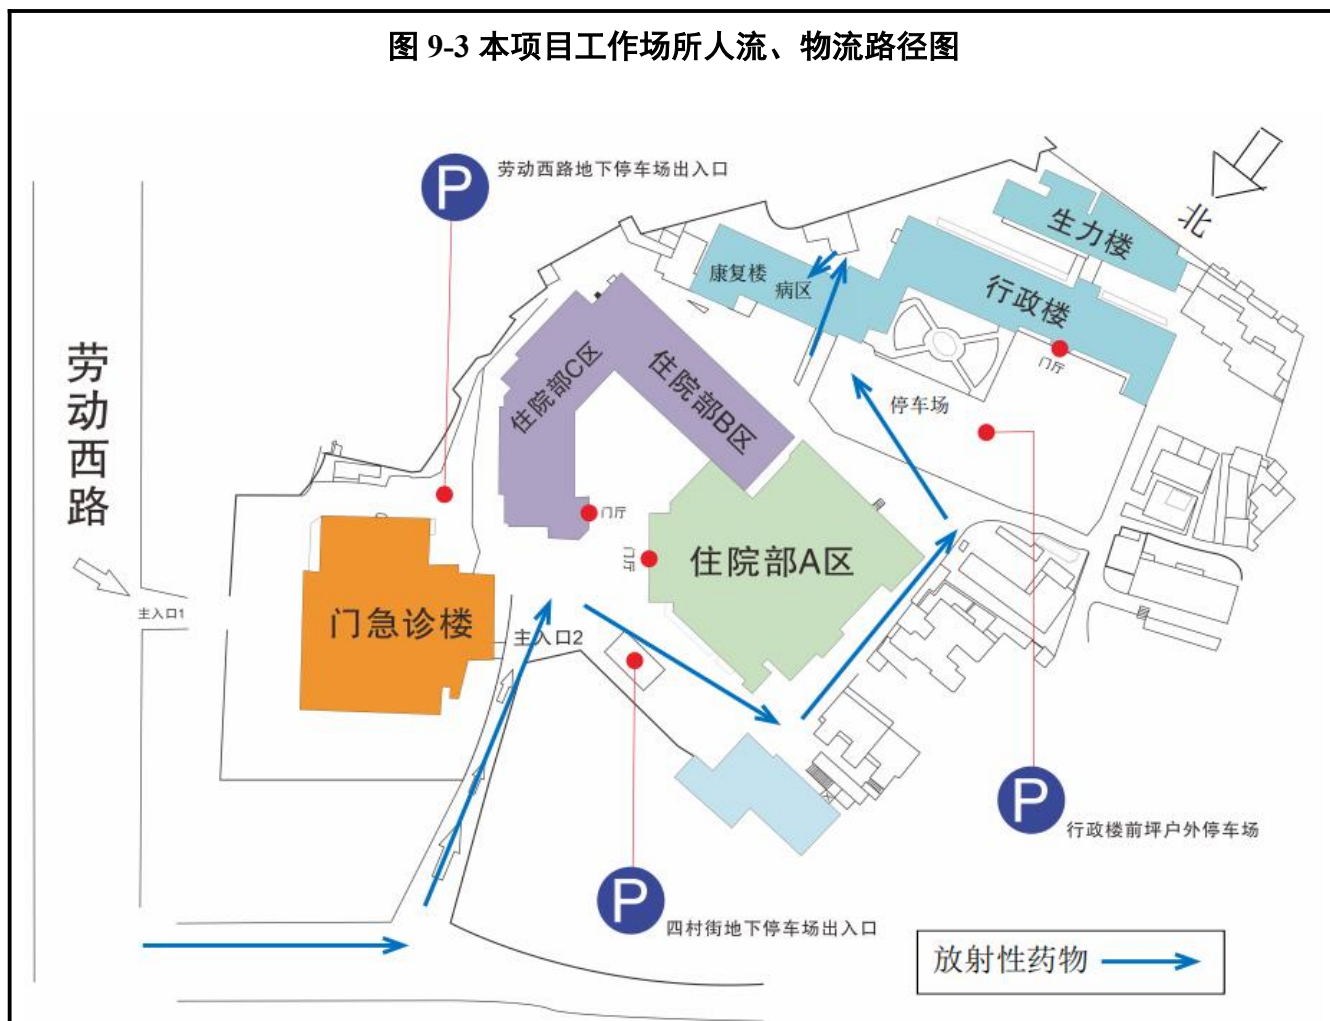 图 9-3 本项目工作场所人流、物流路径图
P
劳动西路地下停车场出入口
北
生力楼
康复楼
病区
行政楼
门厅
停车场
劳动西路
住院部C区
住院部B区
门厅
门厅
住院部A区
主入口1
门急诊楼
主入口2
P
行政楼前坪户外停车场
P
四村街地下停车场出入口
放射性药物